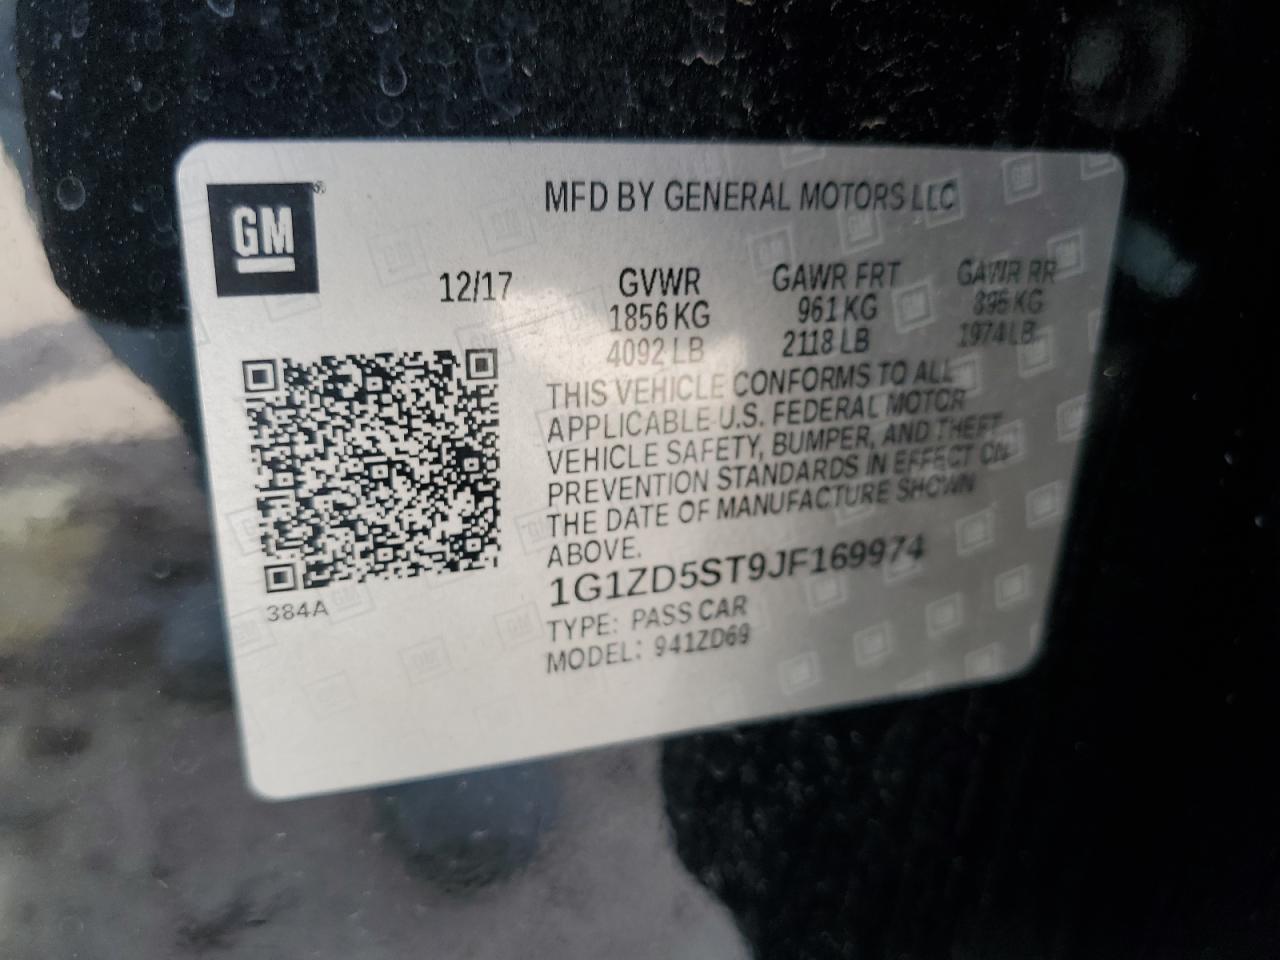 GM
MFD BY GENERAL MOTORS LLC
12/17 GVWR GAWR FRT GAWR RR
1856 KG 961 KG 895 KG
4092 LB 2118 LB 1974 LB
THIS VEHICLE CONFORMS TO ALL
APPLICABLE U.S. FEDERAL MOTOR
VEHICLE SAFETY, BUMPER, AND THEFT
PREVENTION STANDARDS IN EFFECT ON
THE DATE OF MANUFACTURE SHOWN
ABOVE.
1G1ZD5ST9JF169974
384A
TYPE: PASS CAR
MODEL: 941ZD69